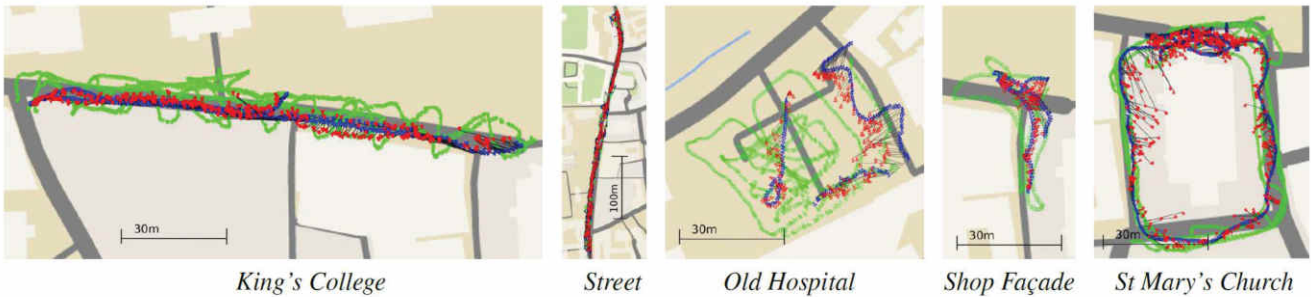 30m
100m
30m
30m
30m
King's College
Street
Old Hospital
Shop Façade
St Mary's Church